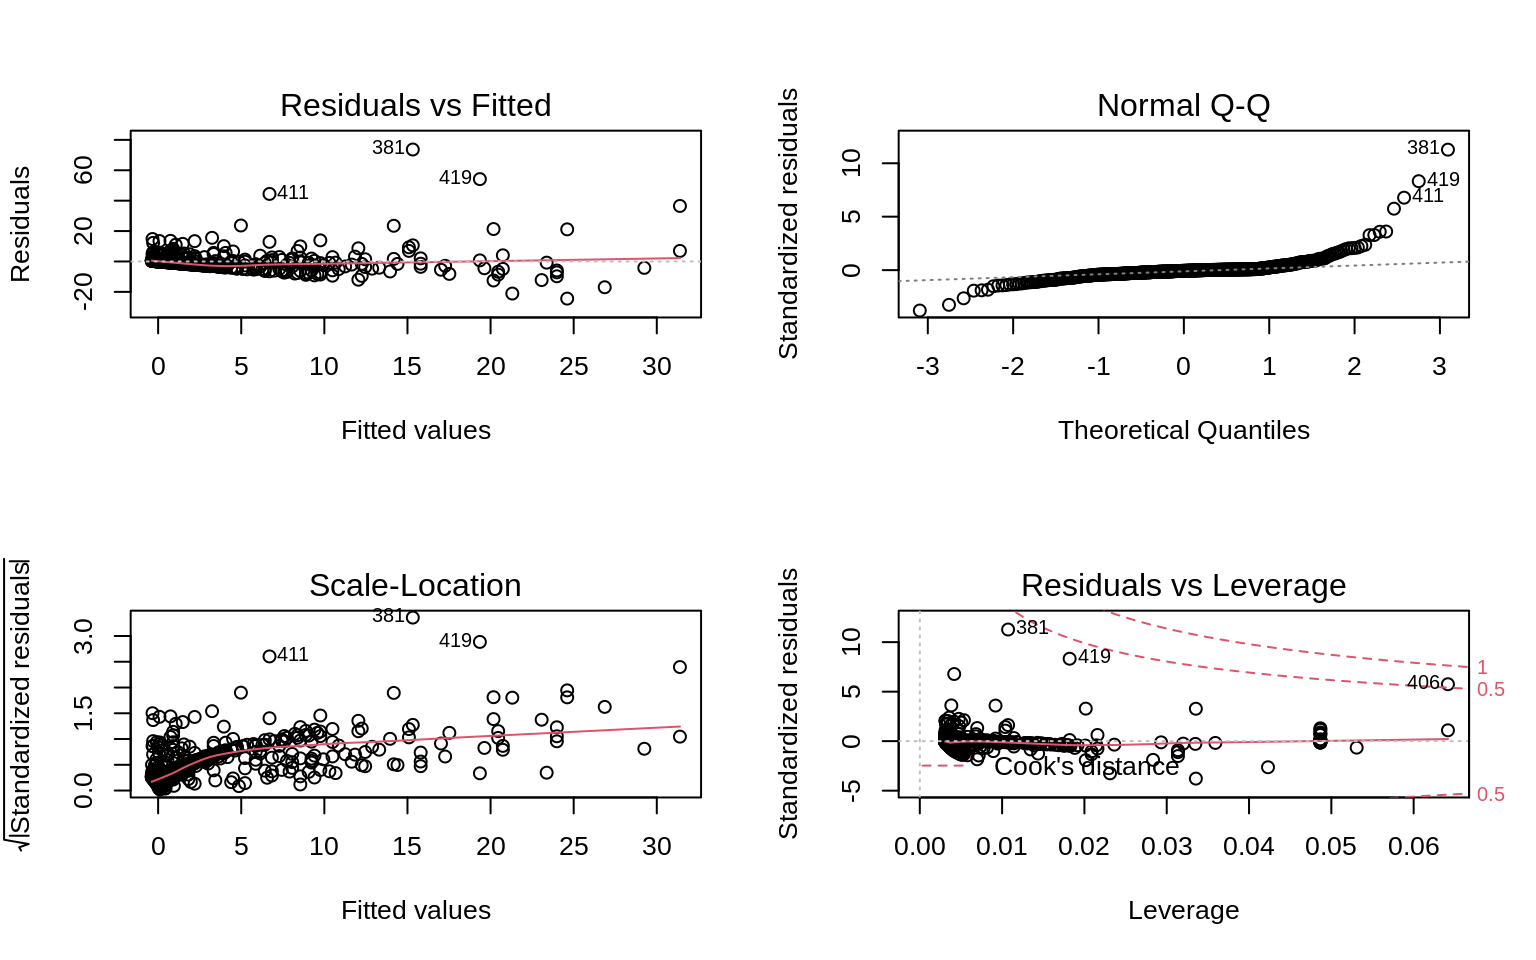 Residuals vs Fitted
Residuals
-20
20
60
381
419
411
0 5 10 15 20 25 30
Fitted values
Normal Q-Q
Standardized residuals
0
5
10
381
419
411
-3 -2 -1 0 1 2 3
Theoretical Quantiles
Scale-Location
√|Standardized residuals|
0.0
1.5
3.0
381
419
411
0 5 10 15 20 25 30
Fitted values
Residuals vs Leverage
Standardized residuals
-5
0
5
10
381
419
406
1
0.5
0.5
Cook's distance
0.00 0.01 0.02 0.03 0.04 0.05 0.06
Leverage